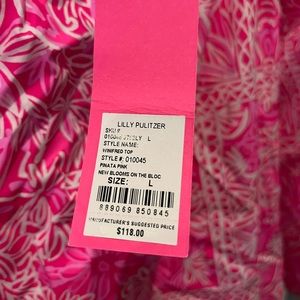 LILLY PULITZER
SKU #
L
STYLE NAME:
WINIFRED TOP
STYLE #: 010045
PINATA PINK
NEW BLOOMS ON THE BLOC
SIZE: L
889069 850845
MANUFACTURER'S SUGGESTED PRICE
$118.00